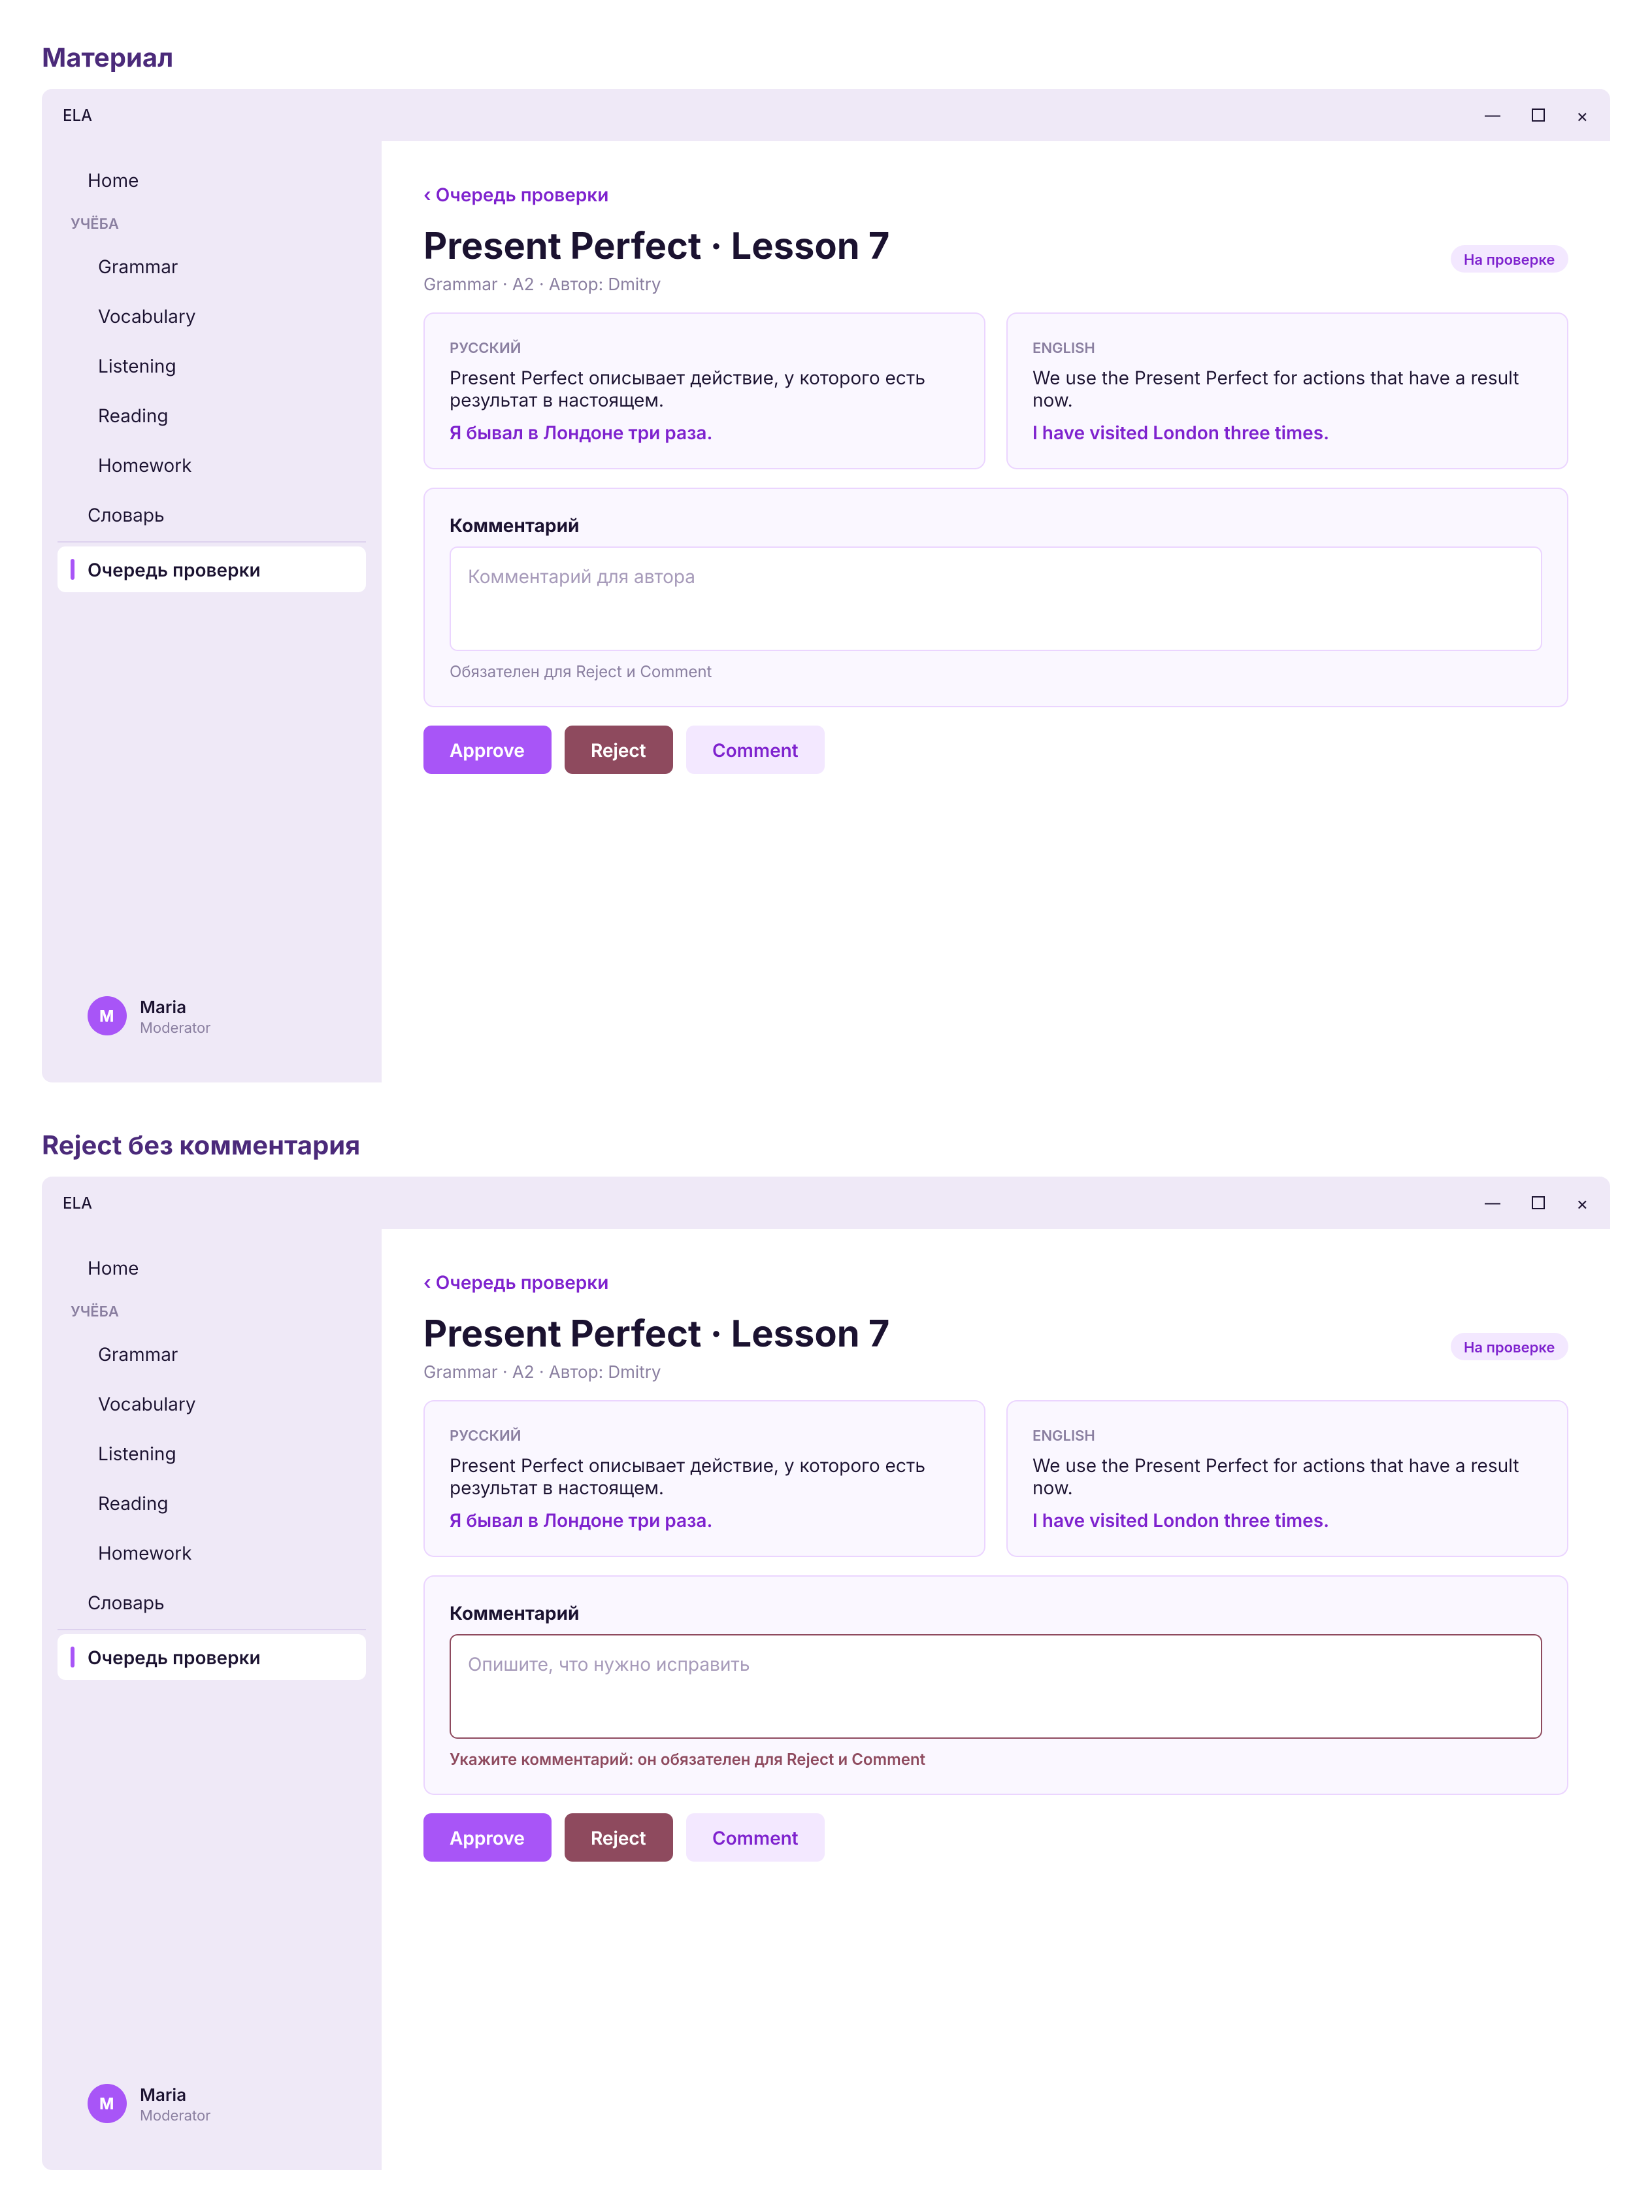 Материал
ELA
Home
УЧЁБА
Grammar
Vocabulary
Listening
Reading
Homework
Словарь
Очередь проверки
M
Maria
Moderator
‹ Очередь проверки
Present Perfect · Lesson 7
На проверке
Grammar · A2 · Автор: Dmitry
РУССКИЙ
Present Perfect описывает действие, у которого есть
результат в настоящем.
Я бывал в Лондоне три раза.
ENGLISH
We use the Present Perfect for actions that have a result
now.
I have visited London three times.
Комментарий
Комментарий для автора
Обязателен для Reject и Comment
Approve
Reject
Comment
Reject без комментария
ELA
Home
УЧЁБА
Grammar
Vocabulary
Listening
Reading
Homework
Словарь
Очередь проверки
M
Maria
Moderator
‹ Очередь проверки
Present Perfect · Lesson 7
На проверке
Grammar · A2 · Автор: Dmitry
РУССКИЙ
Present Perfect описывает действие, у которого есть
результат в настоящем.
Я бывал в Лондоне три раза.
ENGLISH
We use the Present Perfect for actions that have a result
now.
I have visited London three times.
Комментарий
Опишите, что нужно исправить
Укажите комментарий: он обязателен для Reject и Comment
Approve
Reject
Comment